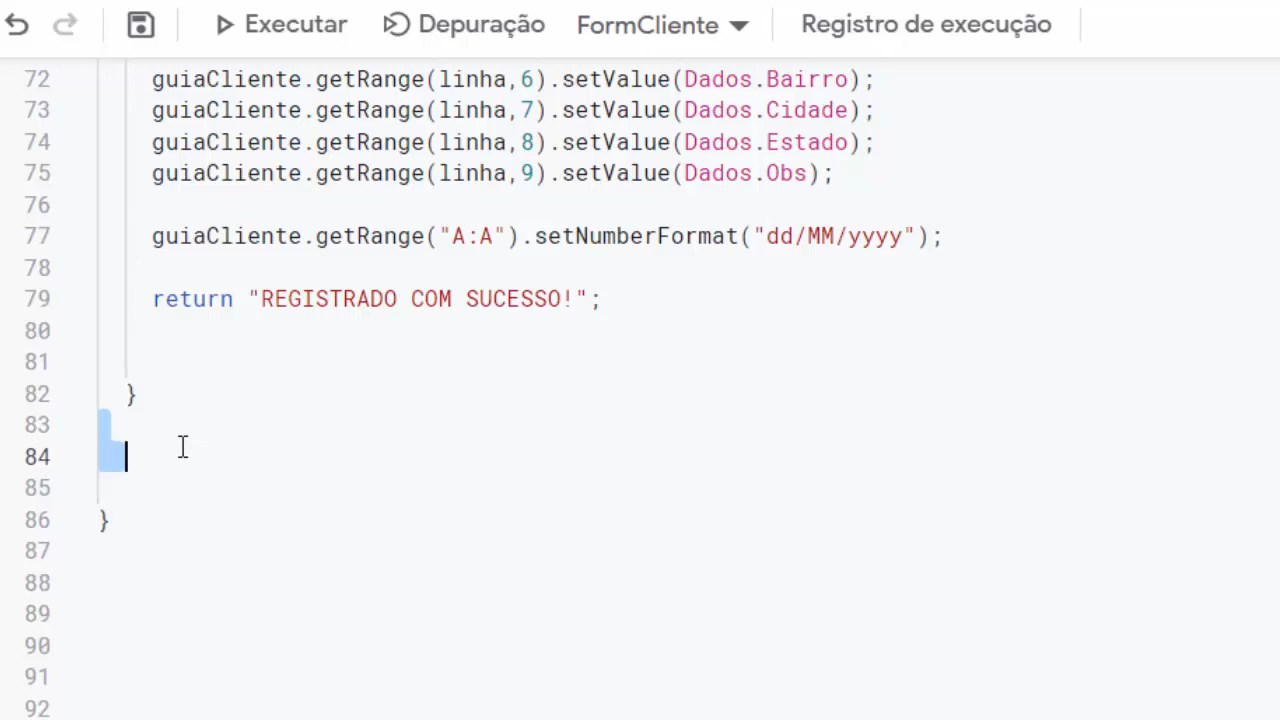 Executar Depuração FormCliente Registro de execução
72 guiaCliente.getRange(linha,6).setValue(Dados.Bairro);
73 guiaCliente.getRange(linha,7).setValue(Dados.Cidade);
74 guiaCliente.getRange(linha,8).setValue(Dados.Estado);
75 guiaCliente.getRange(linha,9).setValue(Dados.Obs);
76
77 guiaCliente.getRange("A:A").setNumberFormat("dd/MM/yyyy");
78
79 return "REGISTRADO COM SUCESSO!";
80
81
82 }
83
84
85
86 }
87
88
89
90
91
92